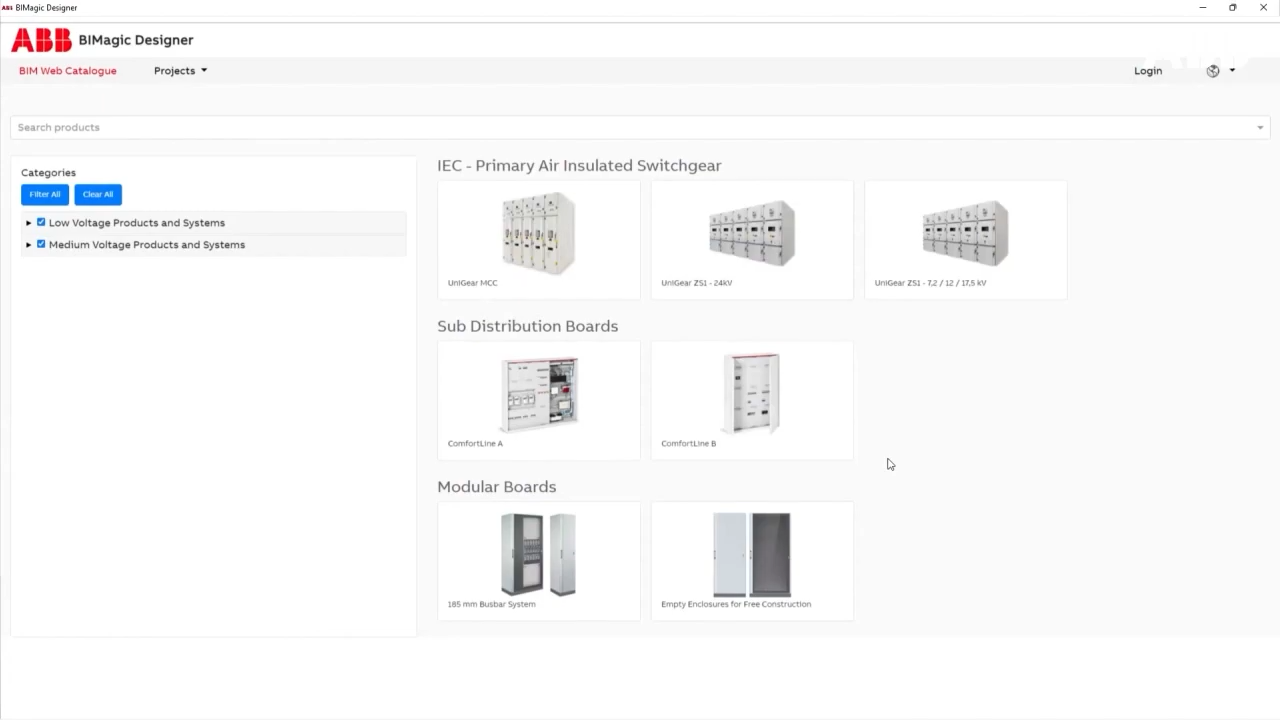 ABB BIMagic Designer
ABB BIMagic Designer
BIM Web Catalogue Projects Login
Search products
Categories
Filter All Clear All
Low Voltage Products and Systems
Medium Voltage Products and Systems
IEC - Primary Air Insulated Switchgear
UniGear MCC
UniGear ZS1 - 24kV
UniGear ZS1 - 7,2 / 12 / 17,5 kV
Sub Distribution Boards
ComfortLine A
ComfortLine B
Modular Boards
185 mm Busbar System
Empty Enclosures for Free Construction